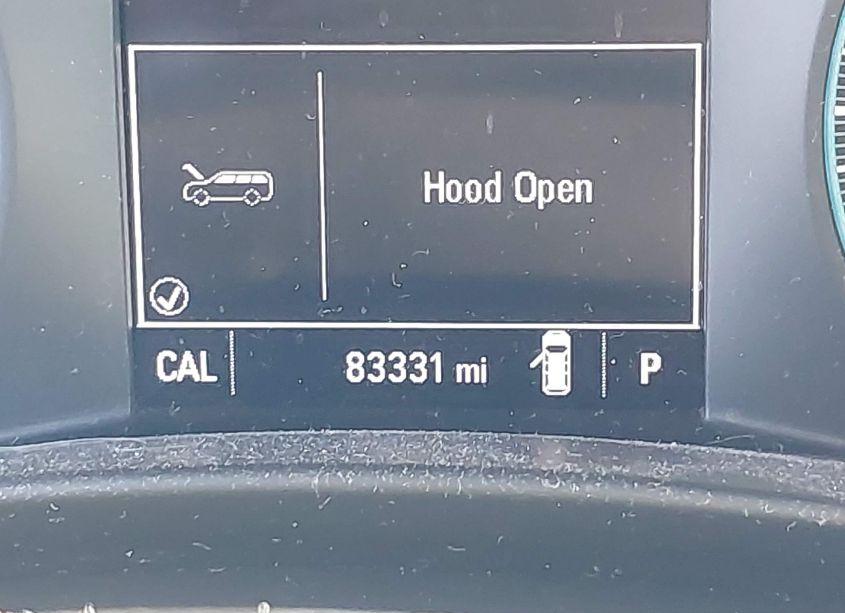 Hood Open
CAL 83331 mi P